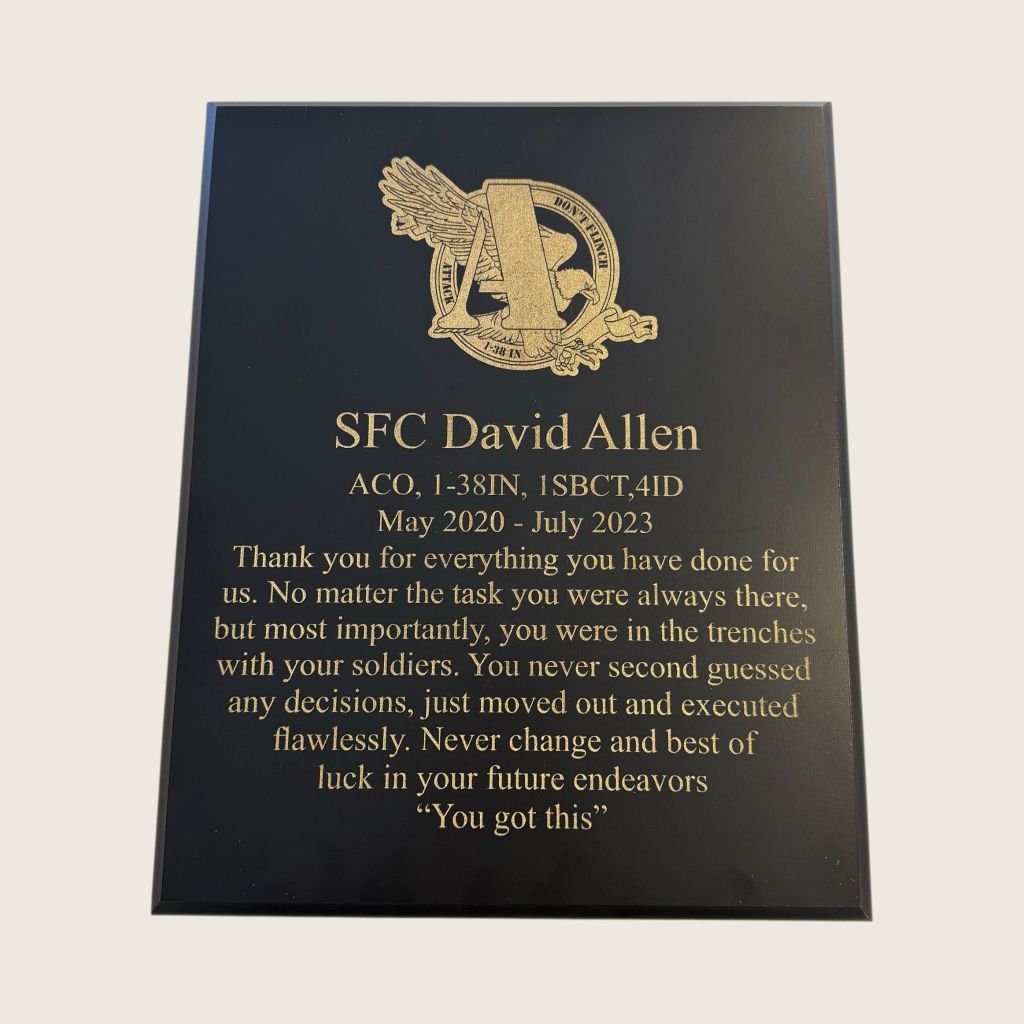 A
DON'T FLINCH
ATTACK
1-38 IN
SFC David Allen
ACO, 1-38IN, 1SBCT,4ID
May 2020 - July 2023
Thank you for everything you have done for
us. No matter the task you were always there,
but most importantly, you were in the trenches
with your soldiers. You never second guessed
any decisions, just moved out and executed
flawlessly. Never change and best of
luck in your future endeavors
“You got this”